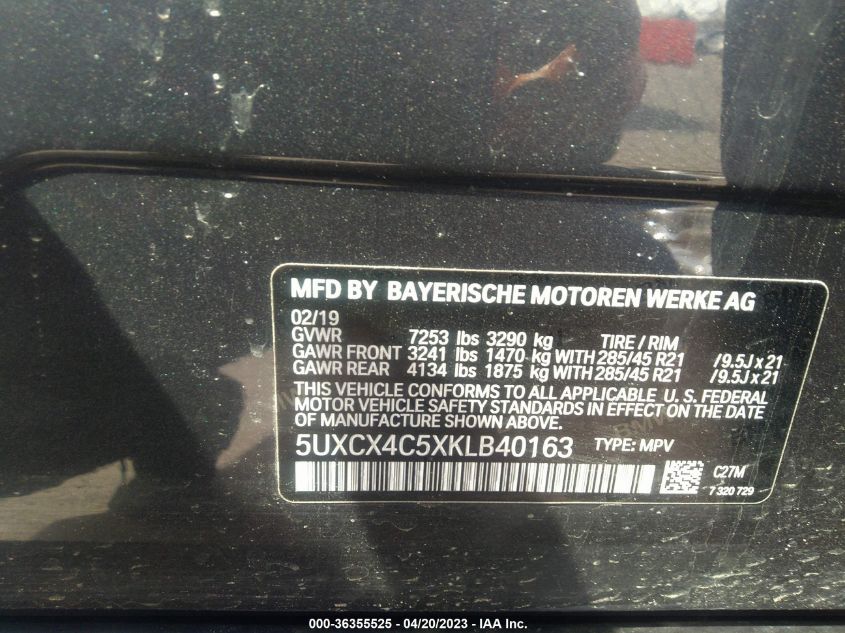 MFD BY BAYERISCHE MOTOREN WERKE AG
02/19
GVWR 7253 lbs 3290 kg TIRE / RIM
GAWR FRONT 3241 lbs 1470 kg WITH 285/45 R21 /9.5J x 21
GAWR REAR 4134 lbs 1875 kg WITH 285/45 R21 /9.5J x 21
THIS VEHICLE CONFORMS TO ALL APPLICABLE U. S. FEDERAL
MOTOR VEHICLE SAFETY STANDARDS IN EFFECT ON THE DATE
OF MANUFACTURE SHOWN ABOVE.
5UXCX4C5XKLB40163 TYPE: MPV
C27M
7 320 729
000-36355525 - 04/20/2023 - IAA Inc.